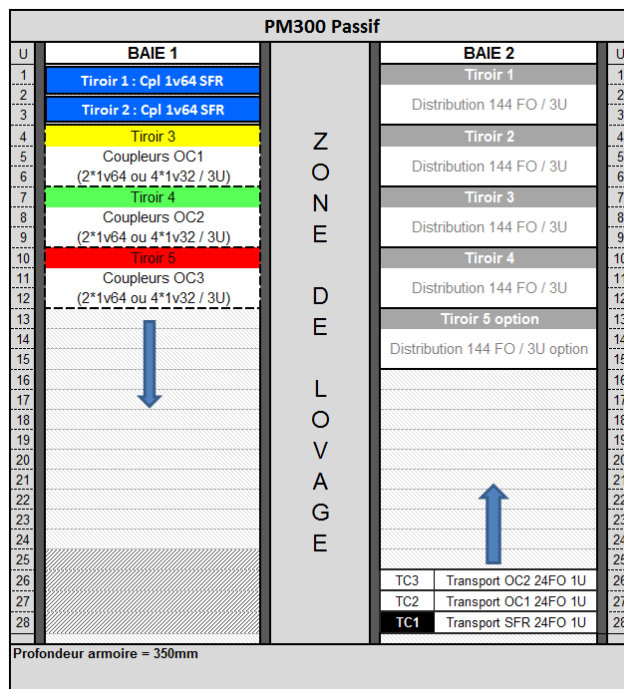 PM300 Passif
U BAIE 1 BAIE 2 U
1 Tiroir 1 : Cpl 1v64 SFR Tiroir 1 1
2 Distribution 144 FO / 3U 2
3 Tiroir 2 : Cpl 1v64 SFR 3
4 Tiroir 3 Tiroir 2 4
5 Coupleurs OC1 Distribution 144 FO / 3U 5
6 (2*1v64 ou 4*1v32 / 3U) 6
7 Tiroir 4 Tiroir 3 7
8 Coupleurs OC2 Distribution 144 FO / 3U 8
9 (2*1v64 ou 4*1v32 / 3U) 9
10 Tiroir 5 Tiroir 4 10
11 Coupleurs OC3 Distribution 144 FO / 3U 11
12 (2*1v64 ou 4*1v32 / 3U) 12
13 Tiroir 5 option 13
14 Distribution 144 FO / 3U option 14
15 15
16 16
17 17
18 18
19 19
20 20
21 21
22 22
23 23
24 24
25 25
26 TC3 Transport OC2 24FO 1U 26
27 TC2 Transport OC1 24FO 1U 27
28 TC1 Transport SFR 24FO 1U 28
ZONE DE LOVAGE
Profondeur armoire = 350mm